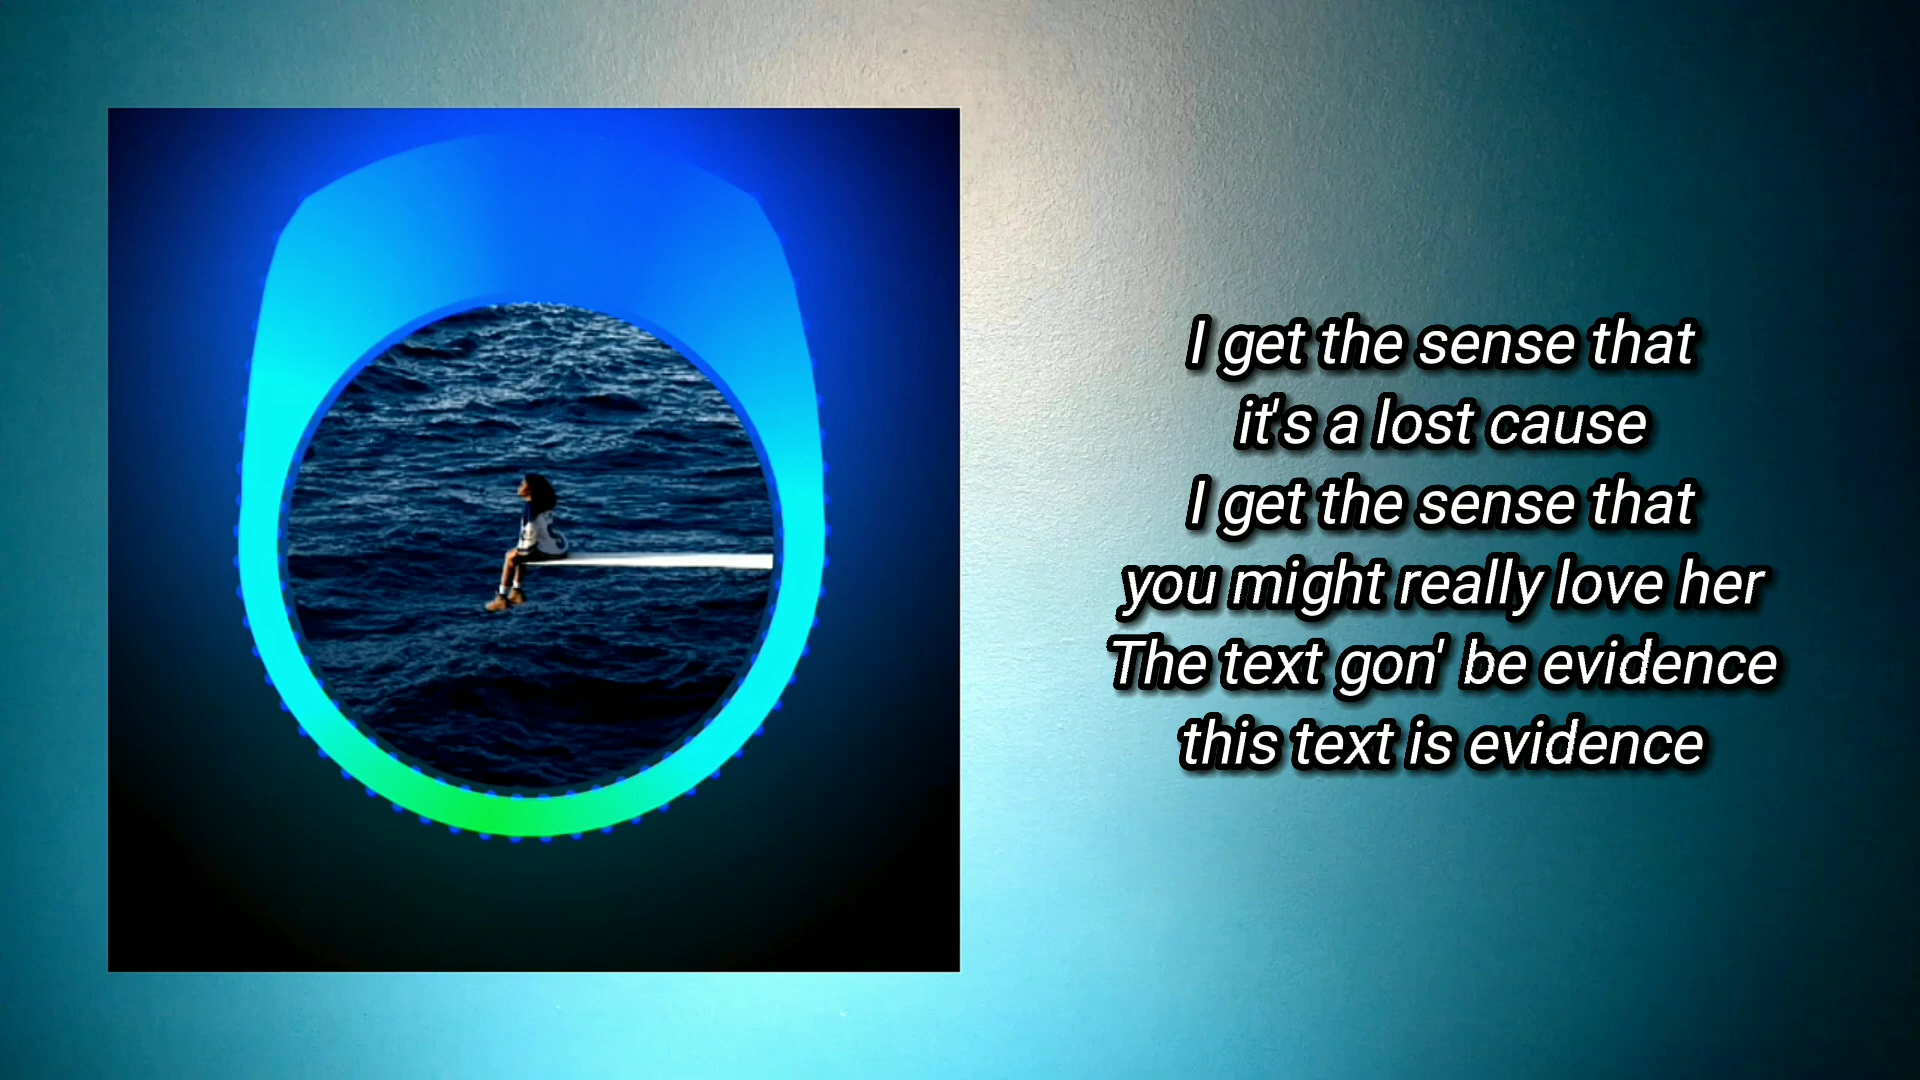 I get the sense that
it's a lost cause
I get the sense that
you might really love her
The text gon' be evidence
this text is evidence